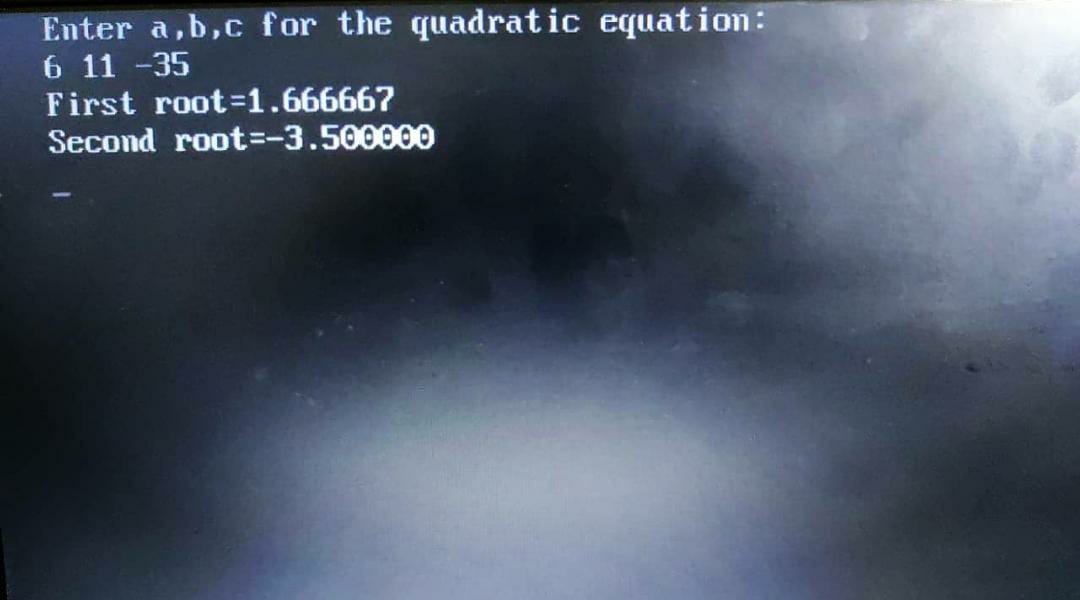 Enter a,b,c for the quadratic equation:
6 11 -35
First root=1.666667
Second root=-3.500000
_